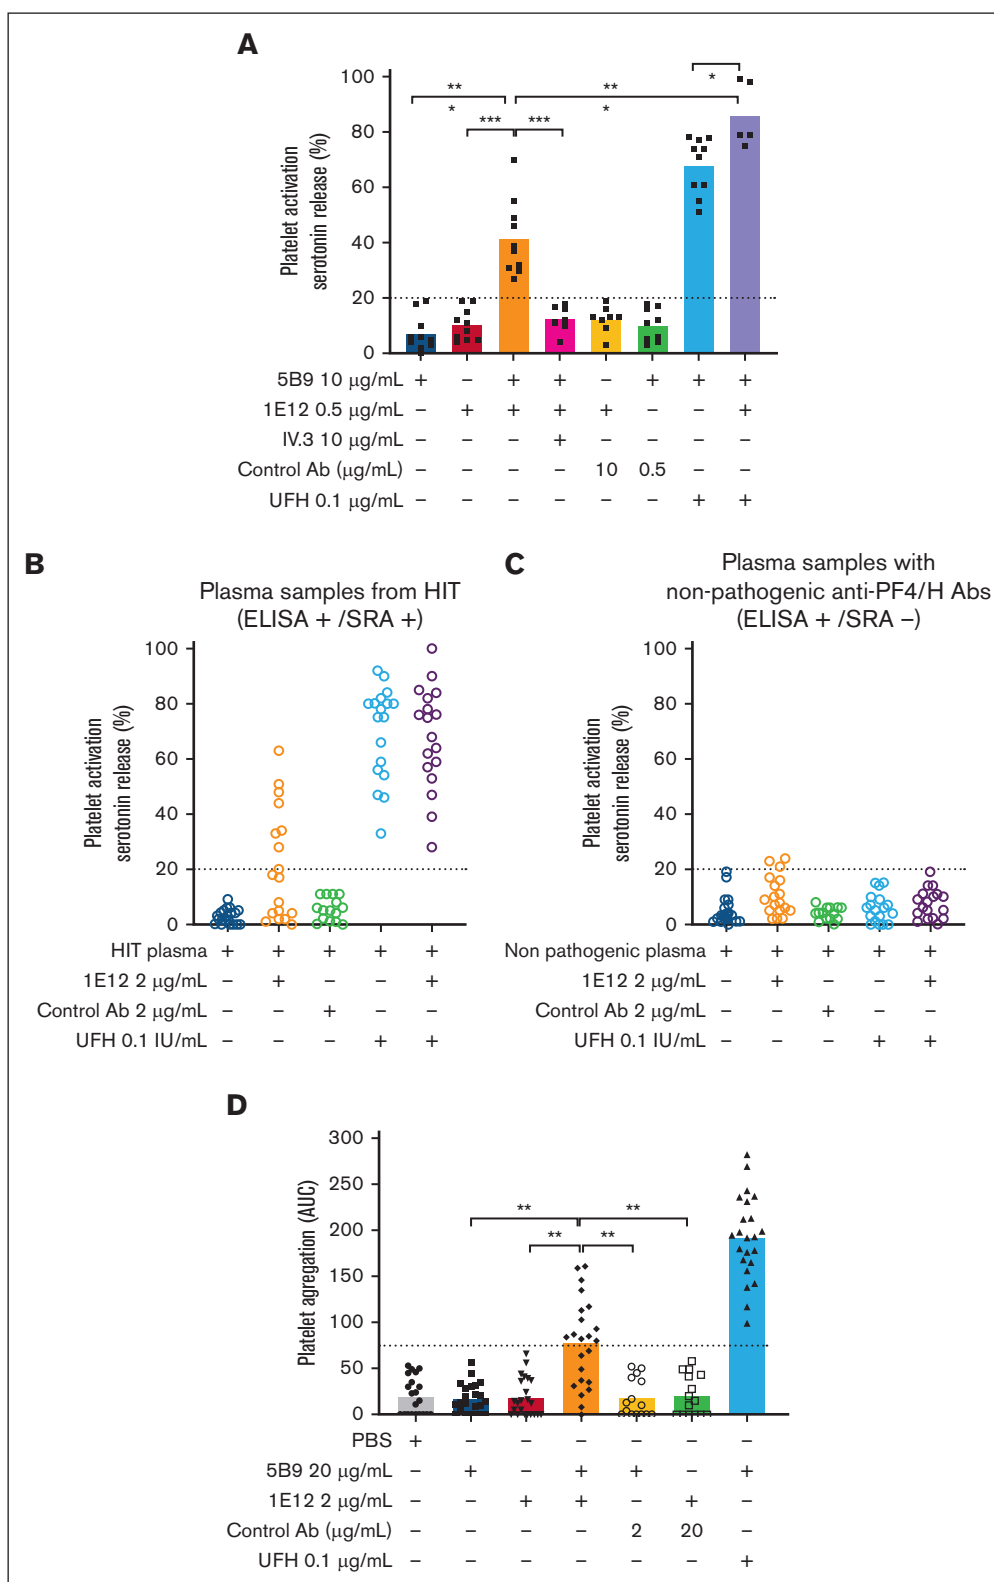 A
Platelet activation
serotonin release (%)
100
80
60
40
20
0
** ** *
* *
*** ***
5B9 10 μg/mL + – + + – + + +
1E12 0.5 μg/mL – + + + + – – +
IV.3 10 μg/mL – – – + – – – –
Control Ab (μg/mL) – – – – 10 0.5 – –
UFH 0.1 μg/mL – – – – – – + +
B
Plasma samples from HIT
(ELISA + /SRA +)
Platelet activation
serotonin release (%)
100
80
60
40
20
0
HIT plasma + + + + +
1E12 2 μg/mL – + – – +
Control Ab 2 μg/mL – – + – –
UFH 0.1 IU/mL – – – + +
C
Plasma samples with
non-pathogenic anti-PF4/H Abs
(ELISA + /SRA –)
Platelet activation
serotonin release (%)
100
80
60
40
20
0
Non pathogenic plasma + + + + +
1E12 2 μg/mL – + – – +
Control Ab 2 μg/mL – – + – –
UFH 0.1 IU/mL – – – + +
D
Platelet agregation (AUC)
300
250
200
150
100
50
0
** **
** **
PBS + – – – – – –
5B9 20 μg/mL – + – + + – +
1E12 2 μg/mL – – + + – + –
Control Ab (μg/mL) – – – – 2 20 –
UFH 0.1 μg/mL – – – – – – +